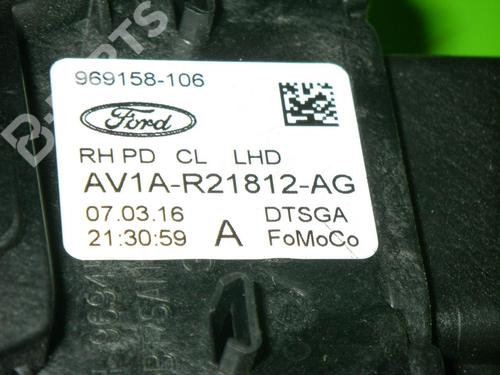 969158-106
Ford
RH PD CL LHD
AV1A-R21812-AG
07.03.16 DTSGA
21:30:59 A FoMoCo